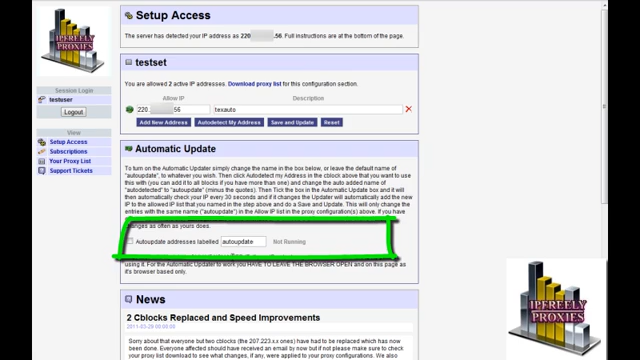 Setup Access
The server has detected your IP address as 220. .56. Full instructions are at the bottom of the page.
IPFREELY
PROXIES
Session Login
testuser
Logout
View
Setup Access
Subscriptions
Your Proxy List
Support Tickets
testset
You are allowed 2 active IP addresses. Download proxy list for this configuration section.
Allow IP Description
220. 56 texauto
Add New Address Autodetect My Address Save and Update Reset
Automatic Update
To turn on the Automatic Updater simply change the name in the box below, or leave the default name of
"autoupdate", to whatever you wish. Then click Autodetect my Address in the cblock above that you want to use
this with (you can add it to all blocks if you have more than one) and change the auto added name of
"autodetected" to "autoupdate" (minus the quotes). Then Tick the box in the Automatic Update box and it will
then automatically check your IP every 30 seconds and if it changes the Updater will automatically add the new
IP to the allowed IP list that you named in the step above and do a Save and Update. This will only change the
entries with the same name ("autoupdate") in the Allow IP list in the proxy configuration(s) above. If you have
changes as often as yours does.
Autoupdate addresses labelled autoupdate Not Running
using it. For the Automatic Updater to work you HAVE TO LEAVE THE BROWSER OPEN and on this page as
it's browser based only.
News
2 Cblocks Replaced and Speed Improvements
2011-03-29 00:00:00
Sorry about that everyone but two cblocks (the 207.223.x.x ones) have had to be replaced which has now
been done. Everyone affected should have received an email by now but if not please make sure to check
your proxy list download to see what changes, if any, were applied to your proxy configurations. We also
IPFREELY
PROXIES